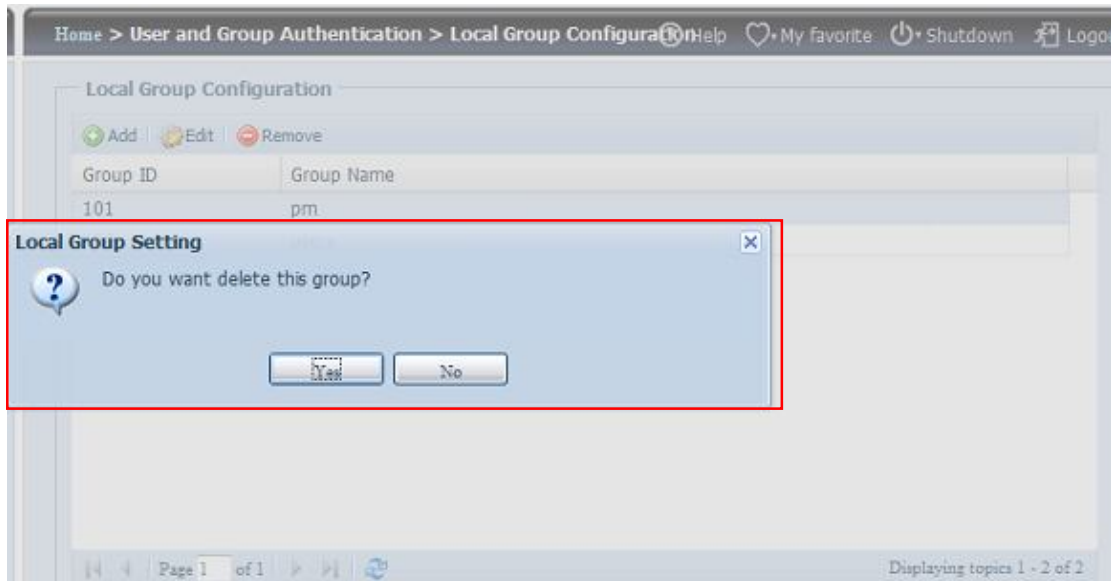 Home > User and Group Authentication > Local Group Configuration Help My favorite Shutdown Logo
Local Group Configuration
Add Edit Remove
Group ID Group Name
101 pm
Local Group Setting
Do you want delete this group?
Yes No
Page 1 of 1 Displaying topics 1 - 2 of 2